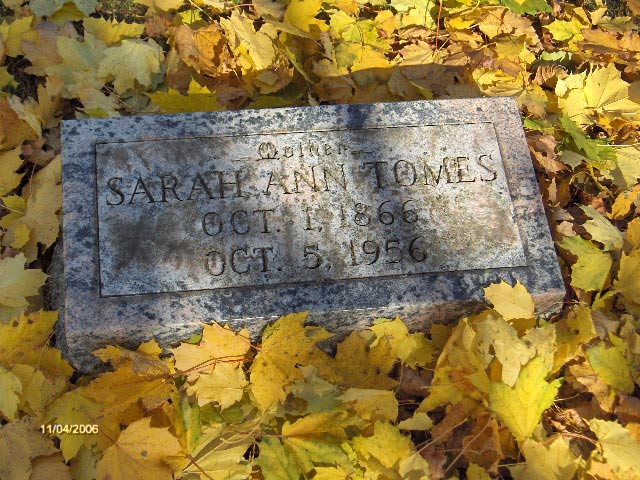 Mother
SARAH ANN TOMES
OCT. 1, 1866
OCT. 5, 1956
11/04/2006